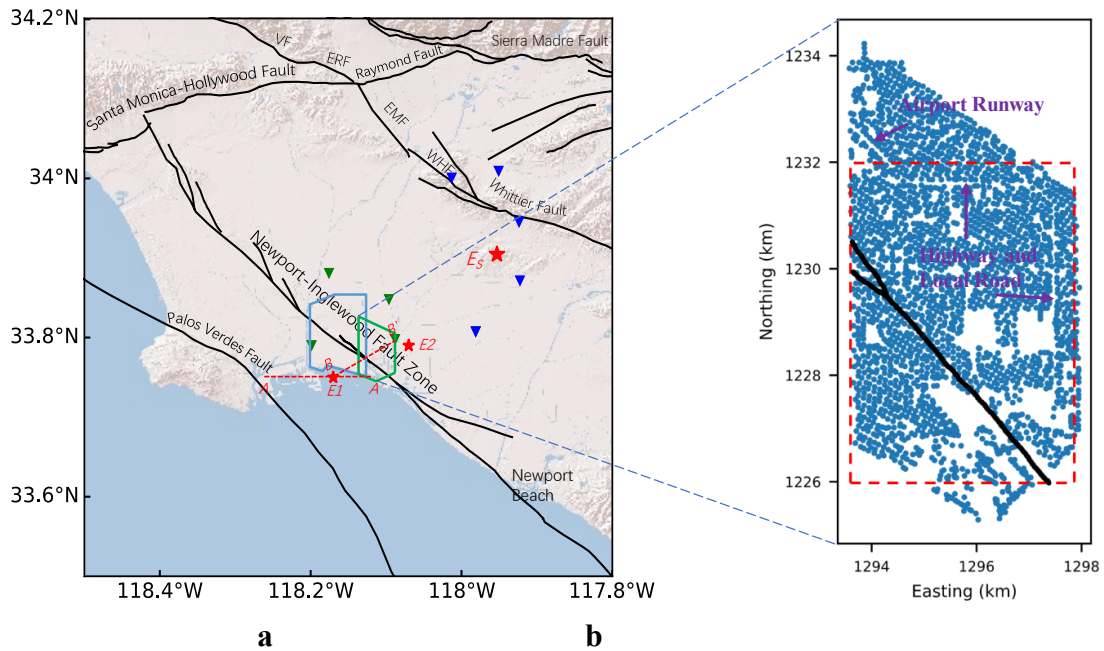 34.2°N
34°N
33.8°N
33.6°N
118.4°W
118.2°W
118°W
117.8°W
VF
ERF
Raymond Fault
Sierra Madre Fault
Santa Monica-Hollywood Fault
EMF
WHF
Whittier Fault
Newport-Inglewood Fault Zone
Palos Verdes Fault
Es
E2
B'
B
E1
A
A'
Newport
Beach
a
b
1234
1232
1230
1228
1226
Northing (km)
Airport Runway
Highway and
Local Road
1294
1296
1298
Easting (km)